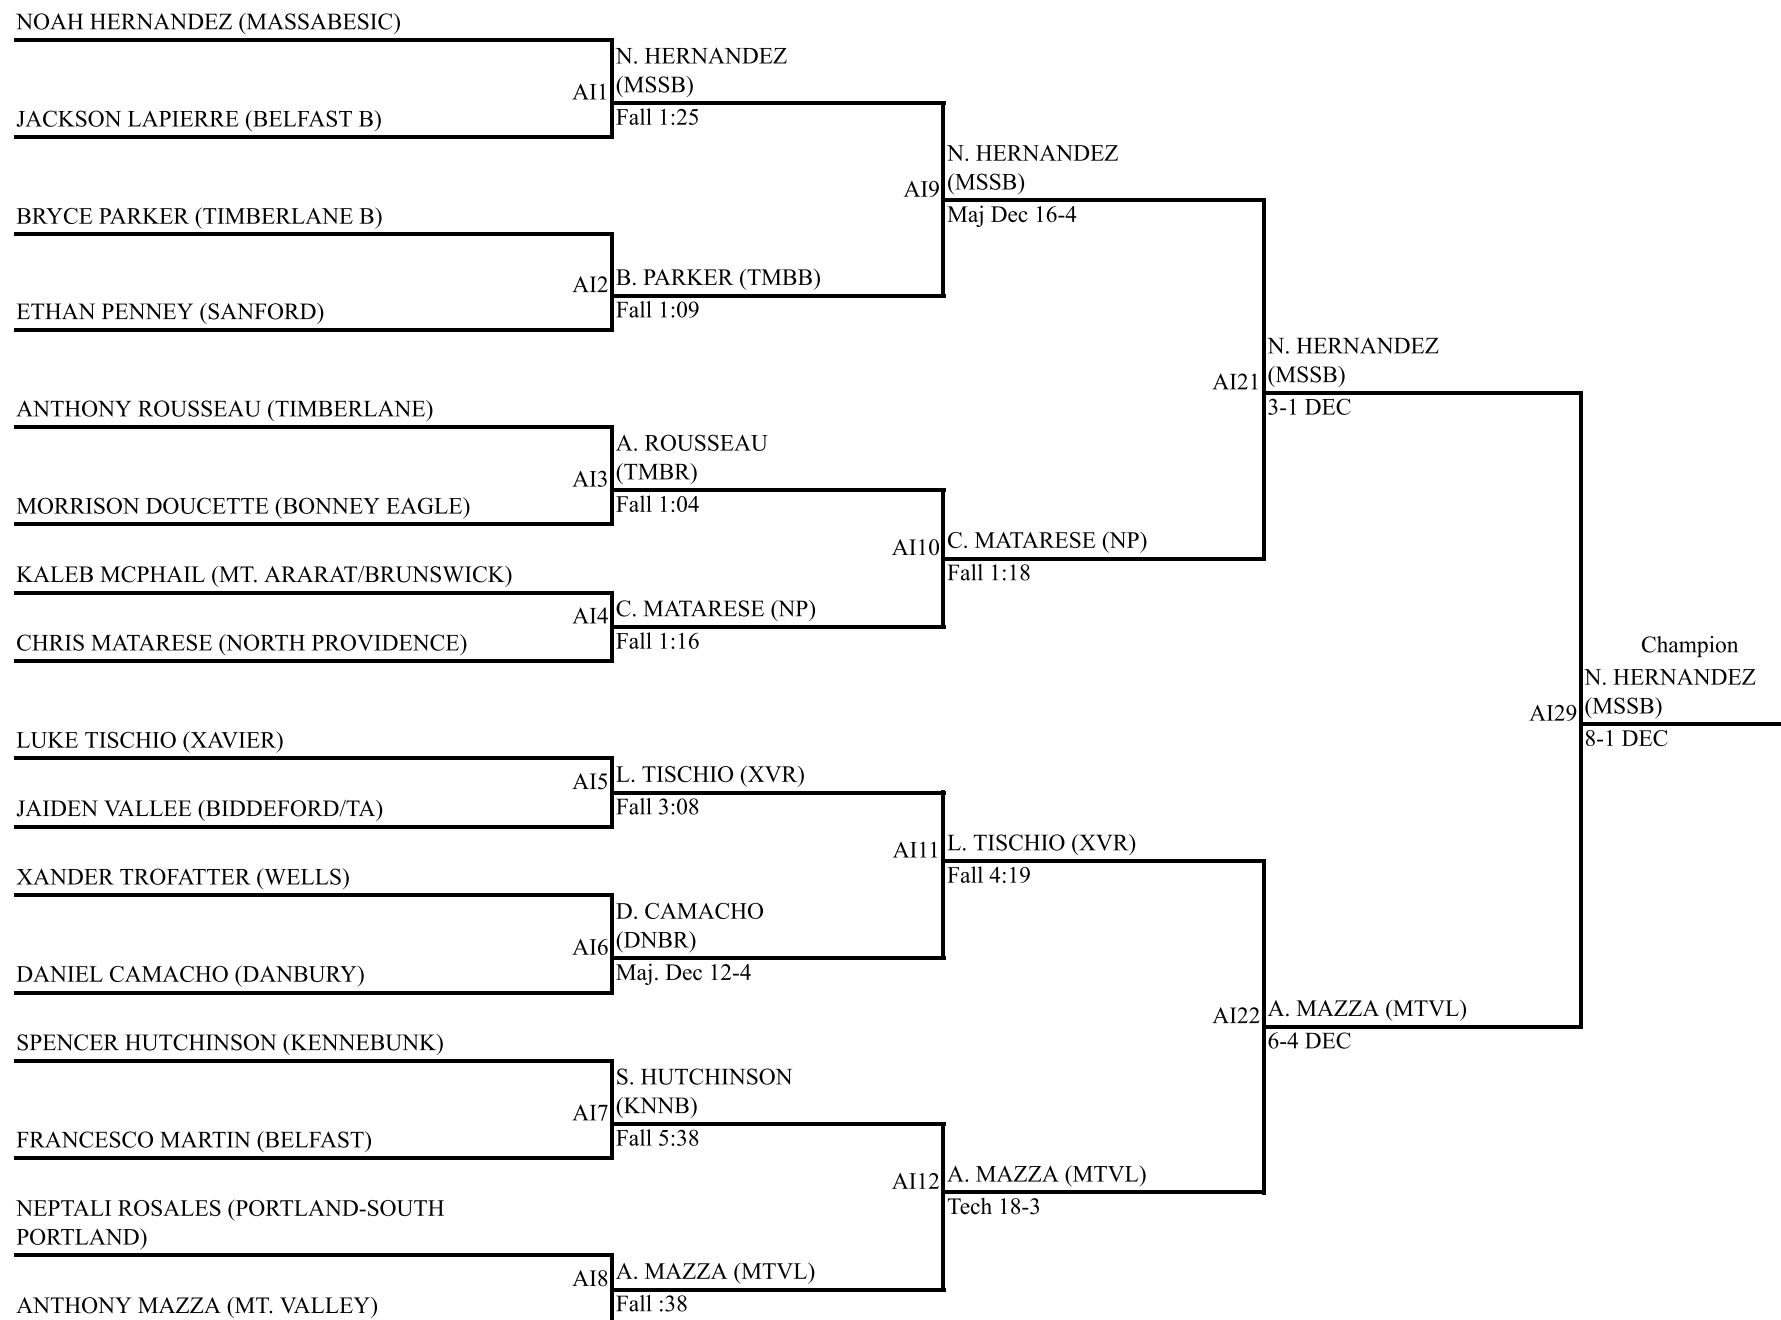 NOAH HERNANDEZ (MASSABESIC)
N. HERNANDEZ
(MSSB)
AI1
Fall 1:25
JACKSON LAPIERRE (BELFAST B)
N. HERNANDEZ
(MSSB)
AI9
Maj Dec 16-4
BRYCE PARKER (TIMBERLANE B)
AI2
B. PARKER (TMBB)
Fall 1:09
ETHAN PENNEY (SANFORD)
N. HERNANDEZ
(MSSB)
AI21
3-1 DEC
ANTHONY ROUSSEAU (TIMBERLANE)
A. ROUSSEAU
(TMBR)
AI3
Fall 1:04
MORRISON DOUCETTE (BONNEY EAGLE)
AI10
C. MATARESE (NP)
Fall 1:18
KALEB MCPHAIL (MT. ARARAT/BRUNSWICK)
AI4
C. MATARESE (NP)
Fall 1:16
CHRIS MATARESE (NORTH PROVIDENCE)
Champion
N. HERNANDEZ
(MSSB)
AI29
8-1 DEC
LUKE TISCHIO (XAVIER)
AI5
L. TISCHIO (XVR)
Fall 3:08
JAIDEN VALLEE (BIDDEFORD/TA)
AI11
L. TISCHIO (XVR)
Fall 4:19
XANDER TROFATTER (WELLS)
D. CAMACHO
(DNBR)
AI6
Maj. Dec 12-4
DANIEL CAMACHO (DANBURY)
AI22
A. MAZZA (MTVL)
6-4 DEC
SPENCER HUTCHINSON (KENNEBUNK)
S. HUTCHINSON
(KNNB)
AI7
Fall 5:38
FRANCESCO MARTIN (BELFAST)
AI12
A. MAZZA (MTVL)
Tech 18-3
NEPTALI ROSALES (PORTLAND-SOUTH
PORTLAND)
AI8
A. MAZZA (MTVL)
Fall :38
ANTHONY MAZZA (MT. VALLEY)